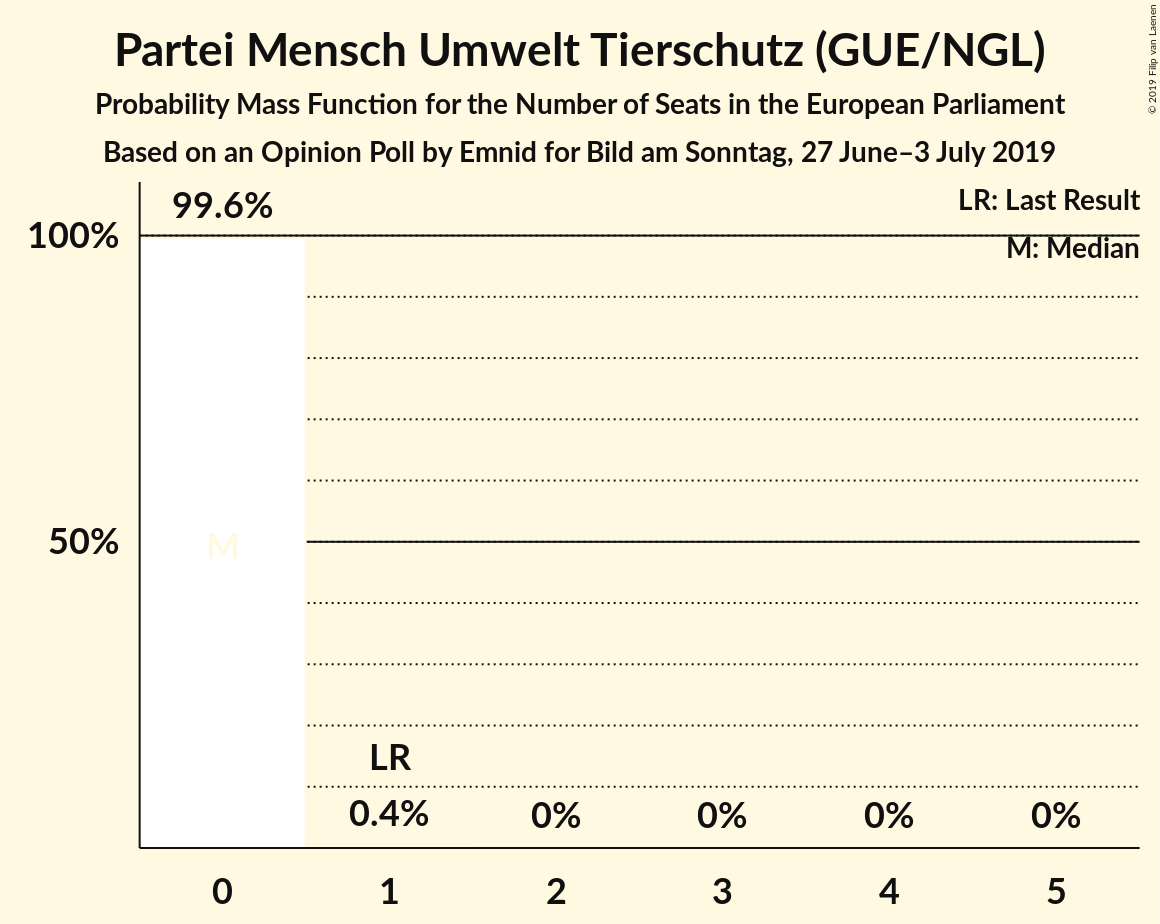 Partei Mensch Umwelt Tierschutz (GUE/NGL)
Probability Mass Function for the Number of Seats in the European Parliament
Based on an Opinion Poll by Emnid for Bild am Sonntag, 27 June–3 July 2019
© 2019 Filip van Laenen
99.6%
LR: Last Result
100%
M: Median
50%
M
LR
0.4% 0% 0% 0% 0%
0 1 2 3 4 5